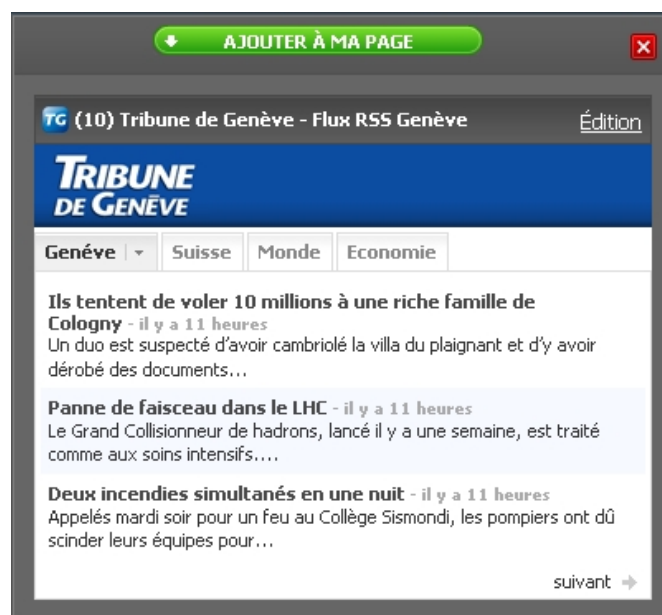 AJOUTER À MA PAGE
TG (10) Tribune de Genève - Flux RSS Genève Édition
TRIBUNE
DE GENÈVE
Genéve Suisse Monde Economie
Ils tentent de voler 10 millions à une riche famille de
Cologny - il y a 11 heures
Un duo est suspecté d'avoir cambriolé la villa du plaignant et d'y avoir
dérobé des documents...
Panne de faisceau dans le LHC - il y a 11 heures
Le Grand Collisionneur de hadrons, lancé il y a une semaine, est traité
comme aux soins intensifs....
Deux incendies simultanés en une nuit - il y a 11 heures
Appelés mardi soir pour un feu au Collège Sismondi, les pompiers ont dû
scinder leurs équipes pour...
suivant